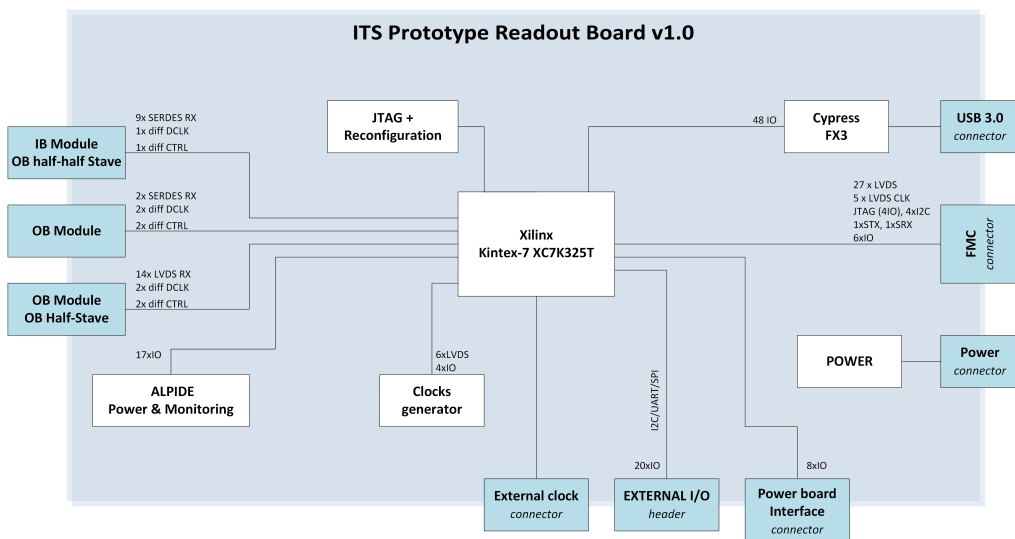 ITS Prototype Readout Board v1.0
9x SERDES RX
1x diff DCLK
1x diff CTRL
IB Module
OB half-half Stave
JTAG +
Reconfiguration
48 IO
Cypress
FX3
USB 3.0
connector
2x SERDES RX
2x diff DCLK
2x diff CTRL
OB Module
Xilinx
Kintex-7 XC7K325T
27 x LVDS
5 x LVDS CLK
JTAG (4IO), 4xI2C
1xSTX, 1xSRX
6xIO
FMC
connector
14x LVDS RX
2x diff DCLK
2x diff CTRL
OB Module
OB Half-Stave
17xIO
ALPIDE
Power & Monitoring
6xLVDS
4xIO
Clocks
generator
POWER
Power
connector
I2C/UART/SPI
20xIO
8xIO
External clock
connector
EXTERNAL I/O
header
Power board
Interface
connector